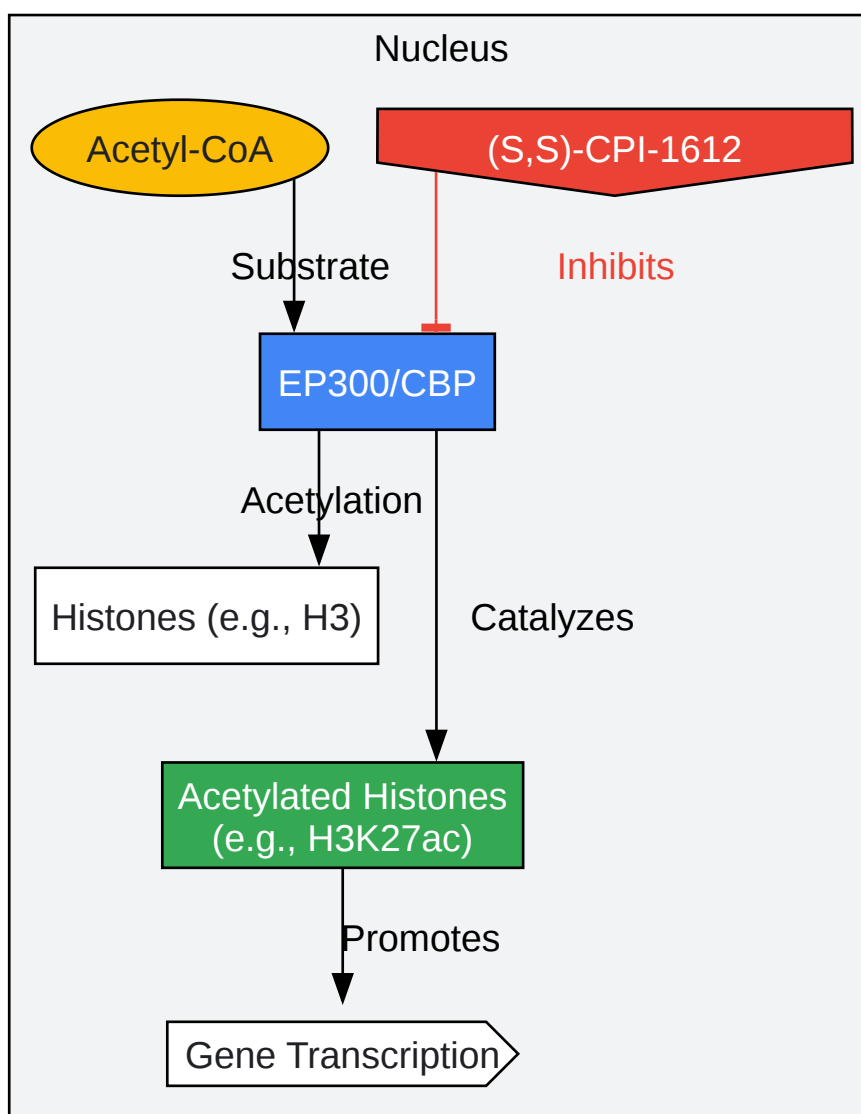 Nucleus
Acetyl-CoA
(S,S)-CPI-1612
Substrate
Inhibits
EP300/CBP
Acetylation
Histones (e.g., H3)
Catalyzes
Acetylated Histones
(e.g., H3K27ac)
Promotes
Gene Transcription